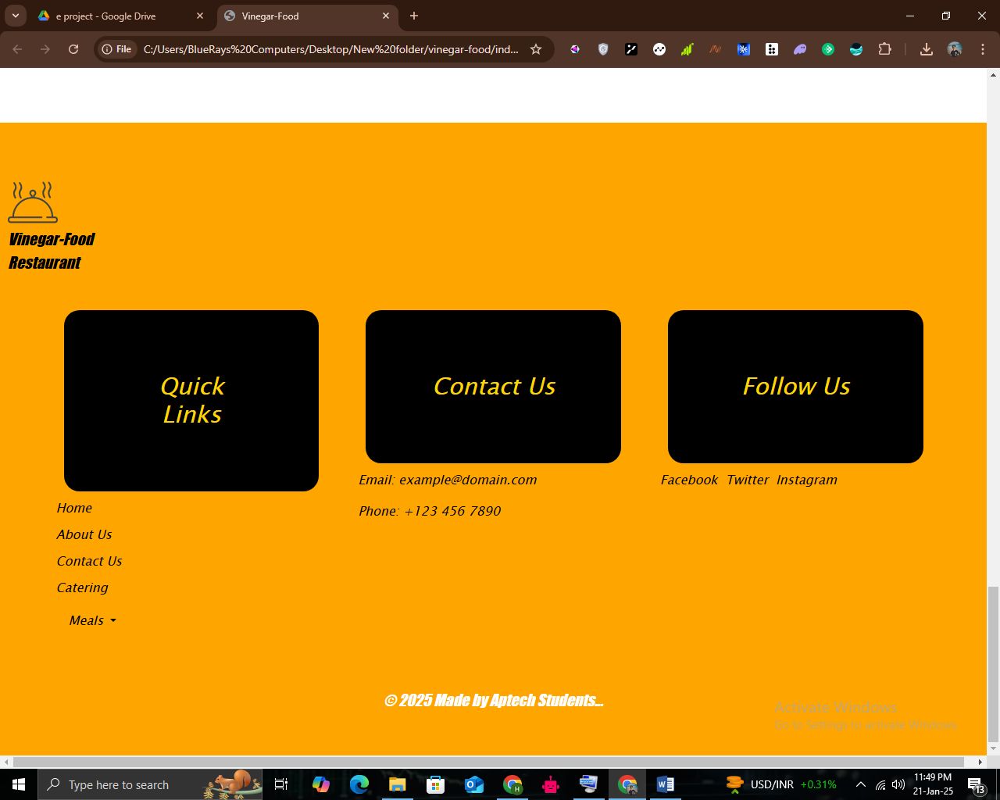 e project - Google Drive
Vinegar-Food
File
C:/Users/BlueRays%20Computers/Desktop/New%20folder/vinegar-food/ind...
Vinegar-Food
Restaurant
Quick
Links
Contact Us
Follow Us
Home
About Us
Contact Us
Catering
Meals
Email: example@domain.com
Phone: +123 456 7890
Facebook Twitter Instagram
© 2025 Made by Aptech Students...
Activate Windows
Go to Settings to activate Windows.
Type here to search
H
USD/INR +0.31%
11:49 PM
21-Jan-25
13